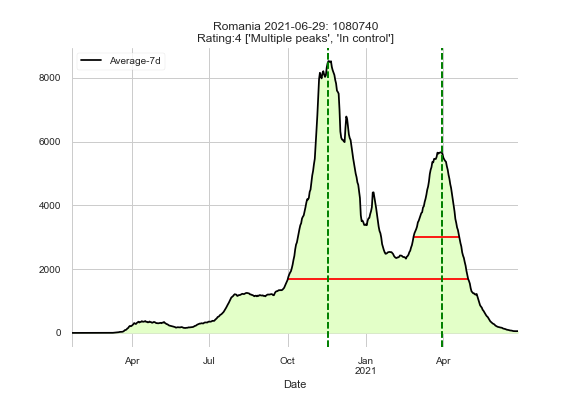 Romania 2021-06-29: 1080740
Rating:4 ['Multiple peaks', 'In control']
Average-7d
8000
6000
4000
2000
0
Apr
Jul
Oct
Jan
2021
Apr
Date